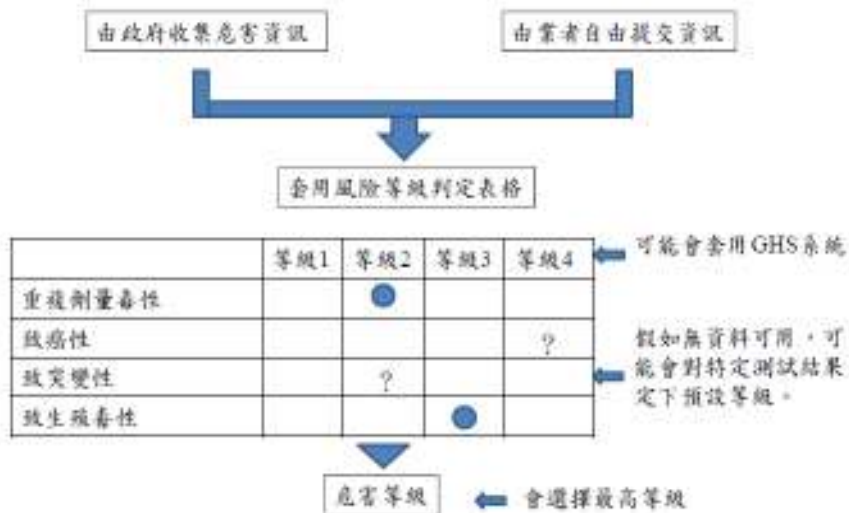 由政府收集危害資訊
由業者自由提交資訊
套用風險等級判定表格
等級1 等級2 等級3 等級4
可能會套用GHS系統
重複劑量毒性
致癌性 ?
致突變性 ?
致生殖毒性
假如無資料可用,可
能會對特定測試結果
定下預設等級。
危害等級
會選擇最高等級